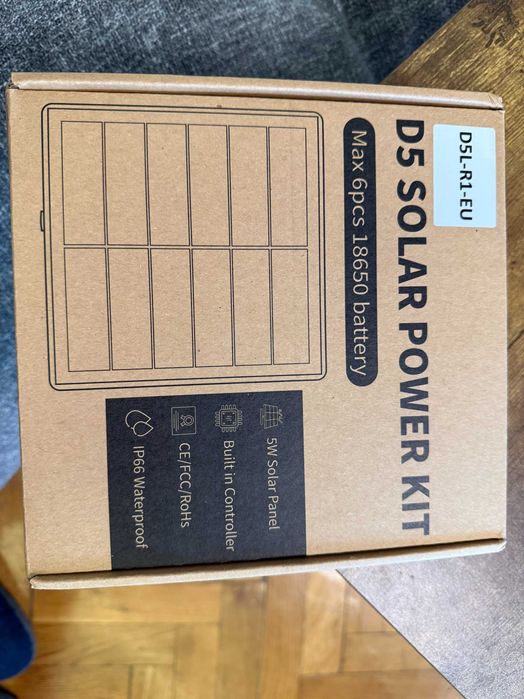 D5L-R1-EU
D5 SOLAR POWER KIT
Max 6pcs 18650 battery
5W Solar Panel
Built in Controller
CE/FCC/RoHs
IP66 Waterproof